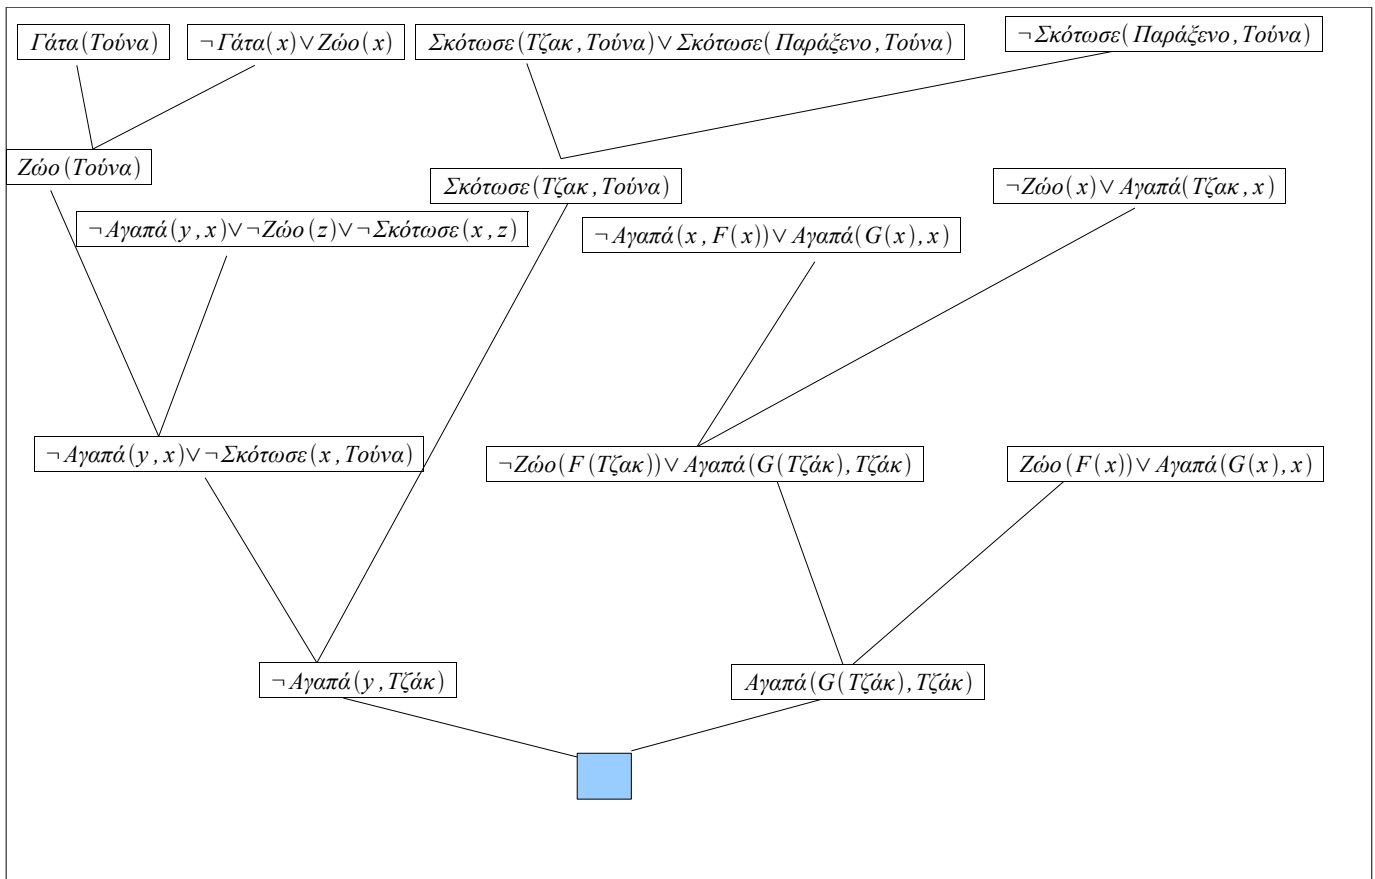 Γάτα(Τούνα)
¬Γάτα(x)∨Ζώο(x)
Σκότωσε(Τζακ,Τούνα)∨Σκότωσε(Παράξενο,Τούνα)
¬Σκότωσε(Παράξενο,Τούνα)
Ζώο(Τούνα)
Σκότωσε(Τζακ,Τούνα)
¬Ζώο(x)∨Αγαπά(Τζακ,x)
¬Αγαπά(y,x)∨¬Ζώο(z)∨¬Σκότωσε(x,z)
¬Αγαπά(x,F(x))∨Αγαπά(G(x),x)
¬Αγαπά(y,x)∨¬Σκότωσε(x,Τούνα)
¬Ζώο(F(Τζακ))∨Αγαπά(G(Τζάκ),Τζάκ)
Ζώο(F(x))∨Αγαπά(G(x),x)
¬Αγαπά(y,Τζάκ)
Αγαπά(G(Τζάκ),Τζάκ)